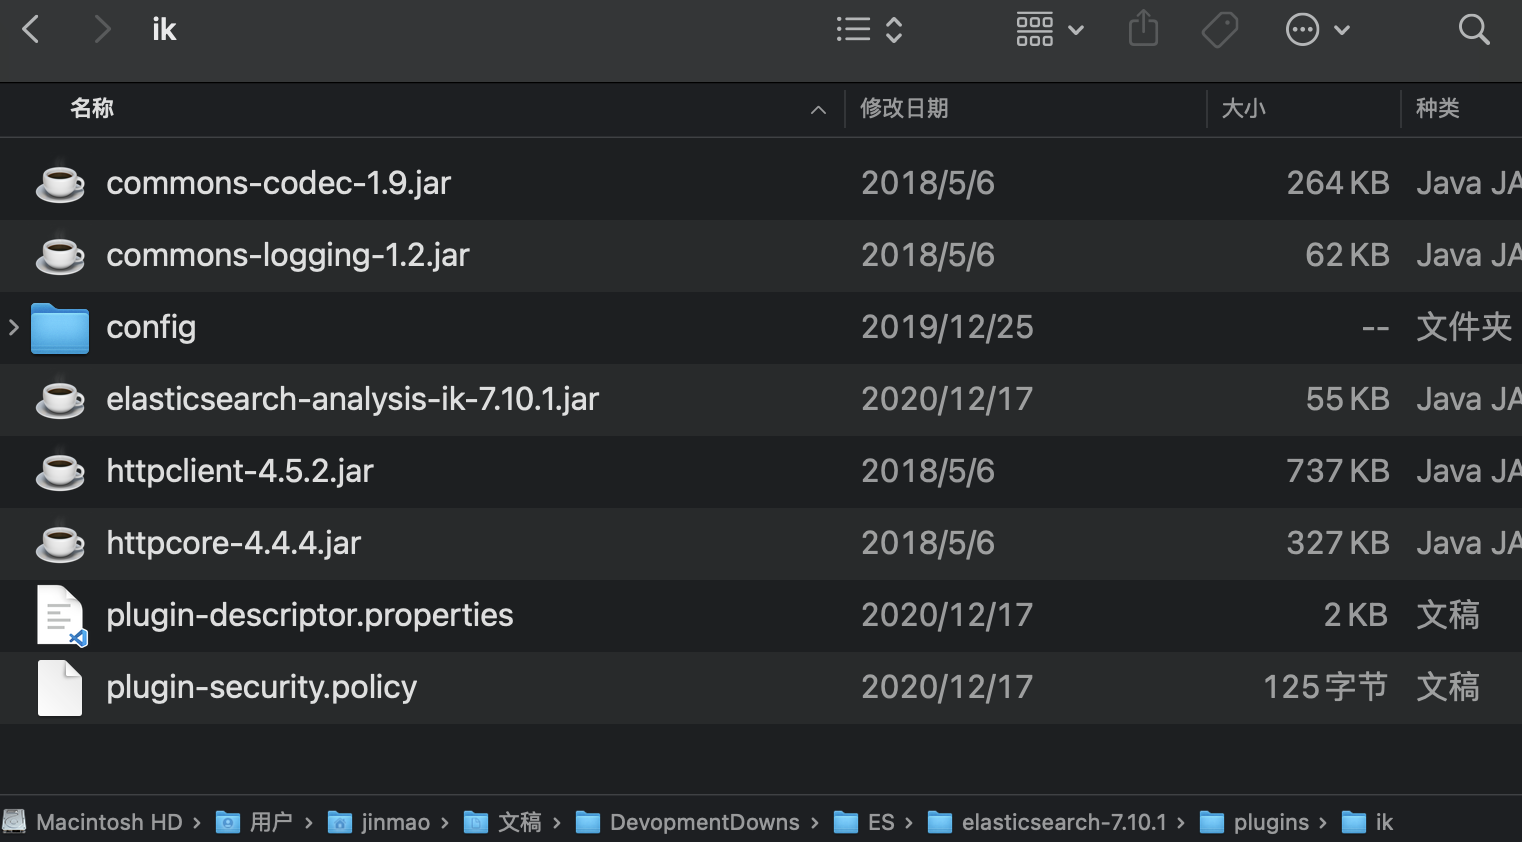 ik
名称 修改日期 大小 种类
commons-codec-1.9.jar 2018/5/6 264 KB Java JA
commons-logging-1.2.jar 2018/5/6 62 KB Java JA
config 2019/12/25 -- 文件夹
elasticsearch-analysis-ik-7.10.1.jar 2020/12/17 55 KB Java JA
httpclient-4.5.2.jar 2018/5/6 737 KB Java JA
httpcore-4.4.4.jar 2018/5/6 327 KB Java JA
plugin-descriptor.properties 2020/12/17 2 KB 文稿
plugin-security.policy 2020/12/17 125 字节 文稿
Macintosh HD › 用户 › jinmao › 文稿 › DevopmentDowns › ES › elasticsearch-7.10.1 › plugins › ik